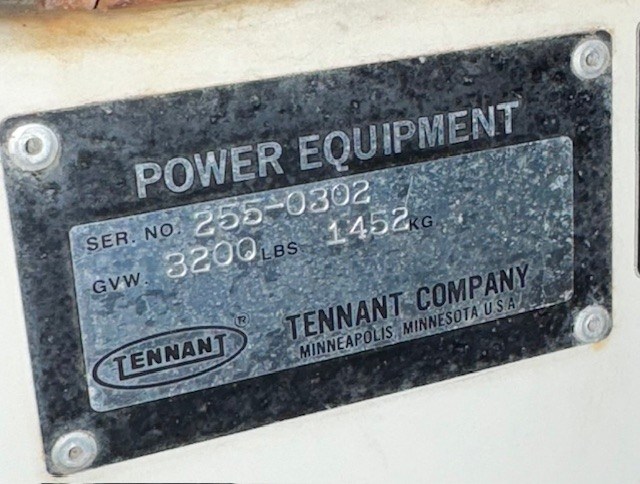 POWER EQUIPMENT
SER. NO. 255-0302
GVW. 3200 LBS 1452 KG
TENNANT ® TENNANT COMPANY
MINNEAPOLIS, MINNESOTA U.S.A.